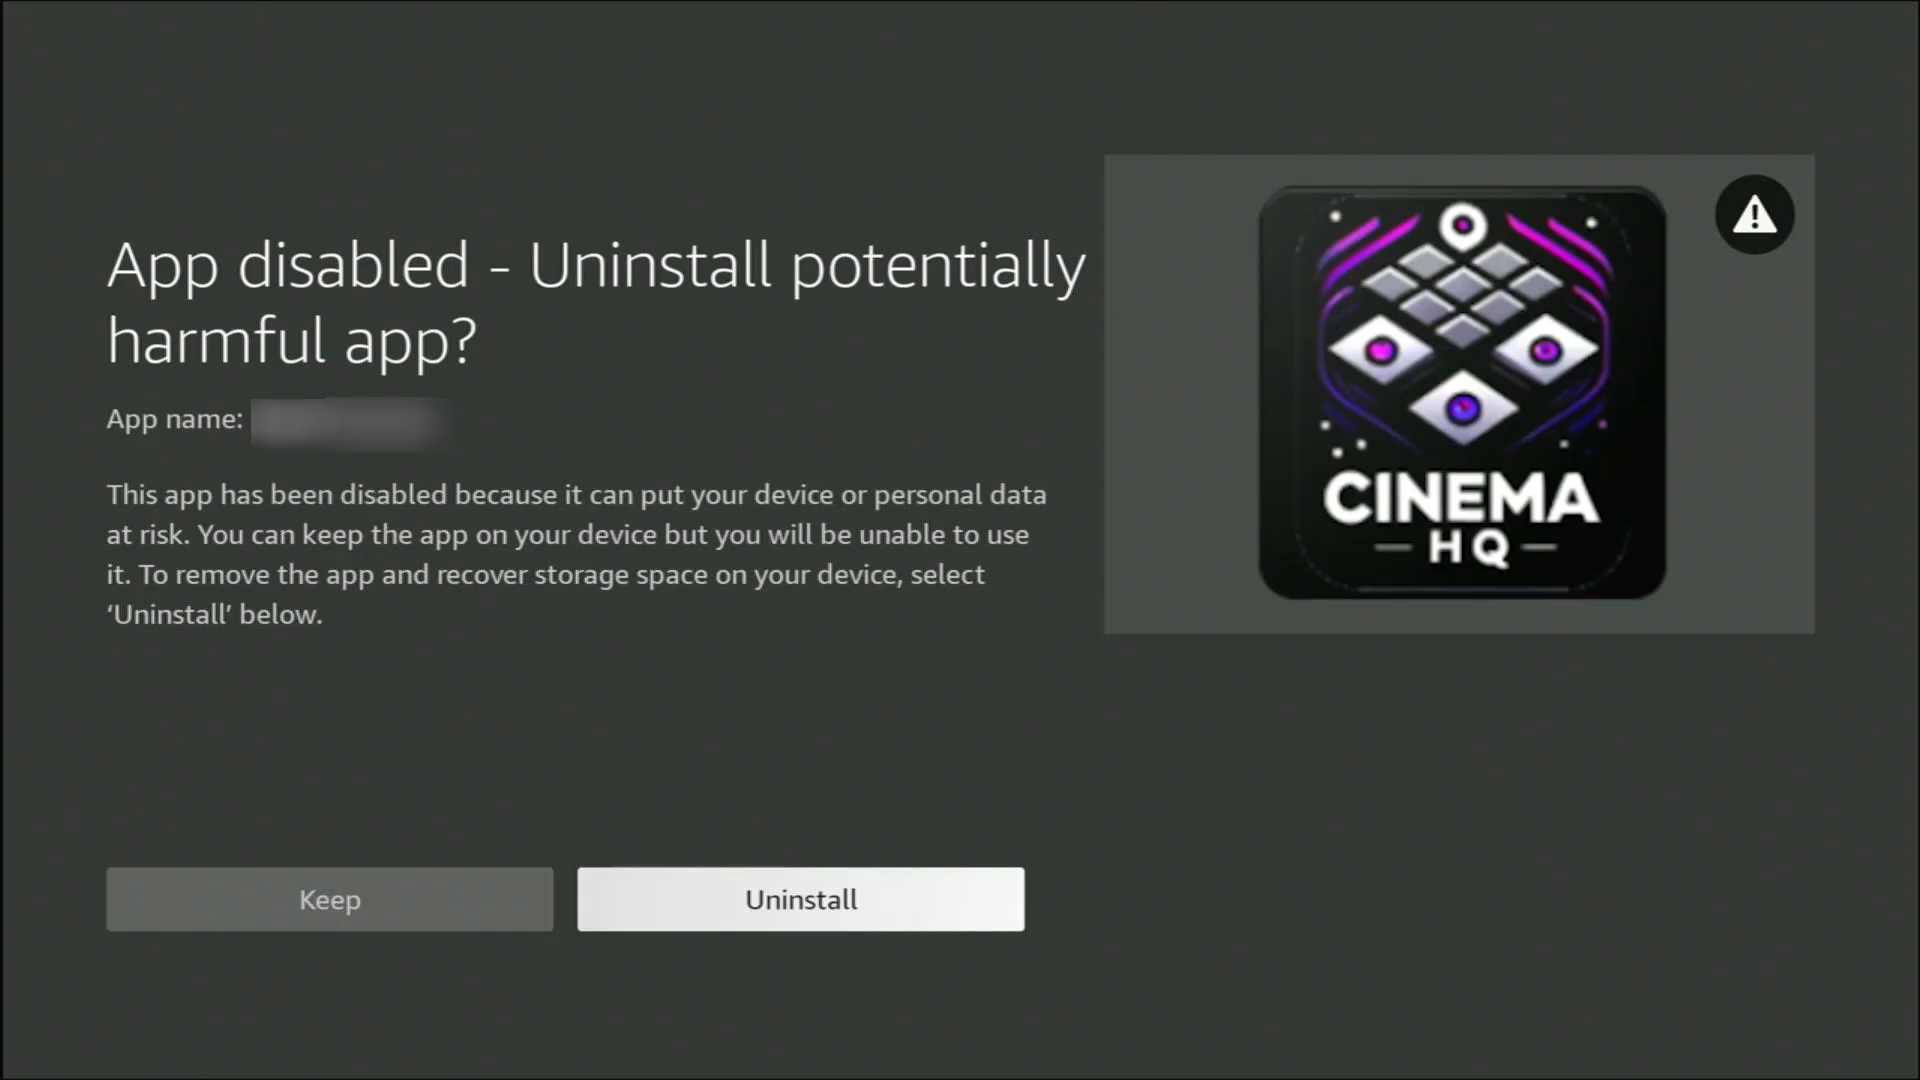 App disabled - Uninstall potentially
harmful app?
App name:
This app has been disabled because it can put your device or personal data
at risk. You can keep the app on your device but you will be unable to use
it. To remove the app and recover storage space on your device, select
‘Uninstall’ below.
CINEMA
HQ
Keep
Uninstall